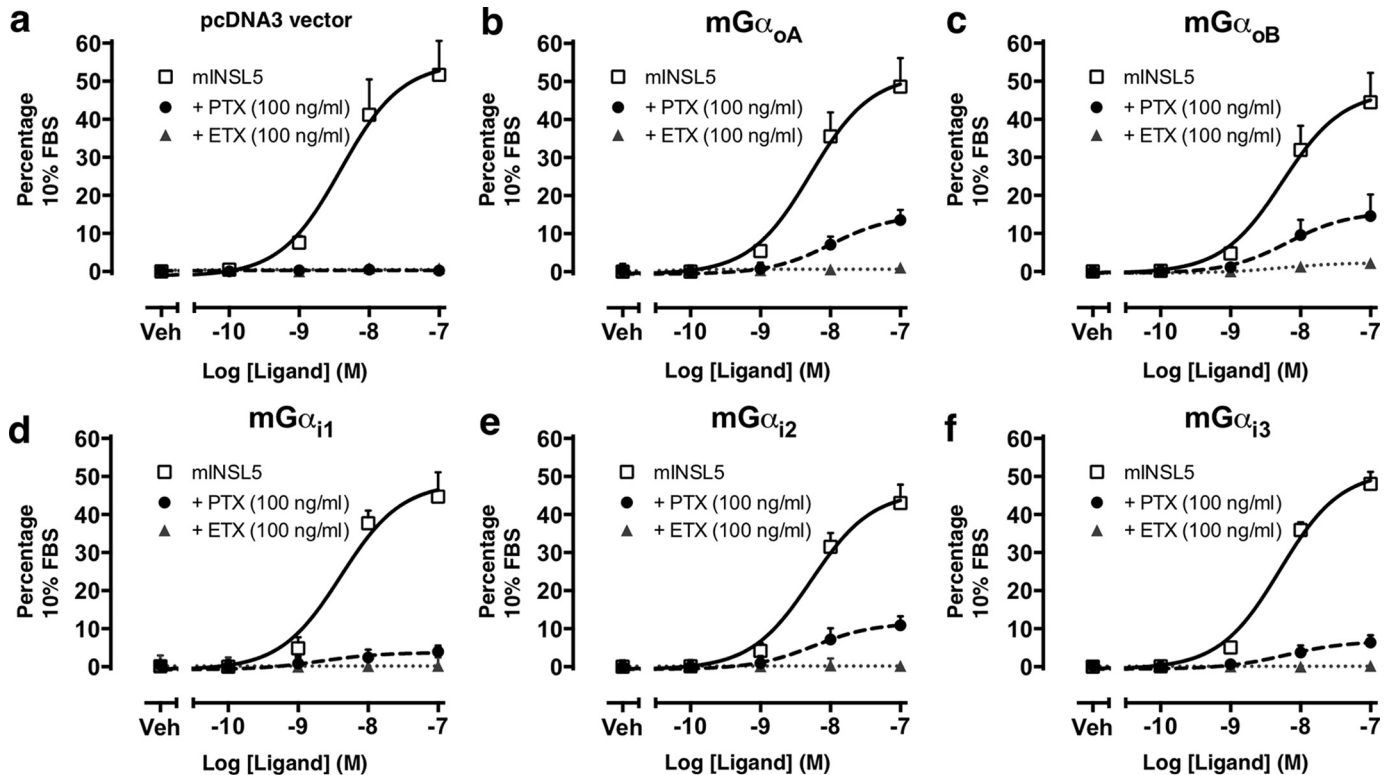 a
pcDNA3 vector
60
50
40
30
20
10
0
Percentage
10% FBS
mINSL5
+ PTX (100 ng/ml)
+ ETX (100 ng/ml)
Veh -10 -9 -8 -7
Log [Ligand] (M)
b
mGαoA
60
50
40
30
20
10
0
Percentage
10% FBS
mINSL5
+ PTX (100 ng/ml)
+ ETX (100 ng/ml)
Veh -10 -9 -8 -7
Log [Ligand] (M)
c
mGαoB
60
50
40
30
20
10
0
Percentage
10% FBS
mINSL5
+ PTX (100 ng/ml)
+ ETX (100 ng/ml)
Veh -10 -9 -8 -7
Log [Ligand] (M)
d
mGαi1
60
50
40
30
20
10
0
Percentage
10% FBS
mINSL5
+ PTX (100 ng/ml)
+ ETX (100 ng/ml)
Veh -10 -9 -8 -7
Log [Ligand] (M)
e
mGαi2
60
50
40
30
20
10
0
Percentage
10% FBS
mINSL5
+ PTX (100 ng/ml)
+ ETX (100 ng/ml)
Veh -10 -9 -8 -7
Log [Ligand] (M)
f
mGαi3
60
50
40
30
20
10
0
Percentage
10% FBS
mINSL5
+ PTX (100 ng/ml)
+ ETX (100 ng/ml)
Veh -10 -9 -8 -7
Log [Ligand] (M)